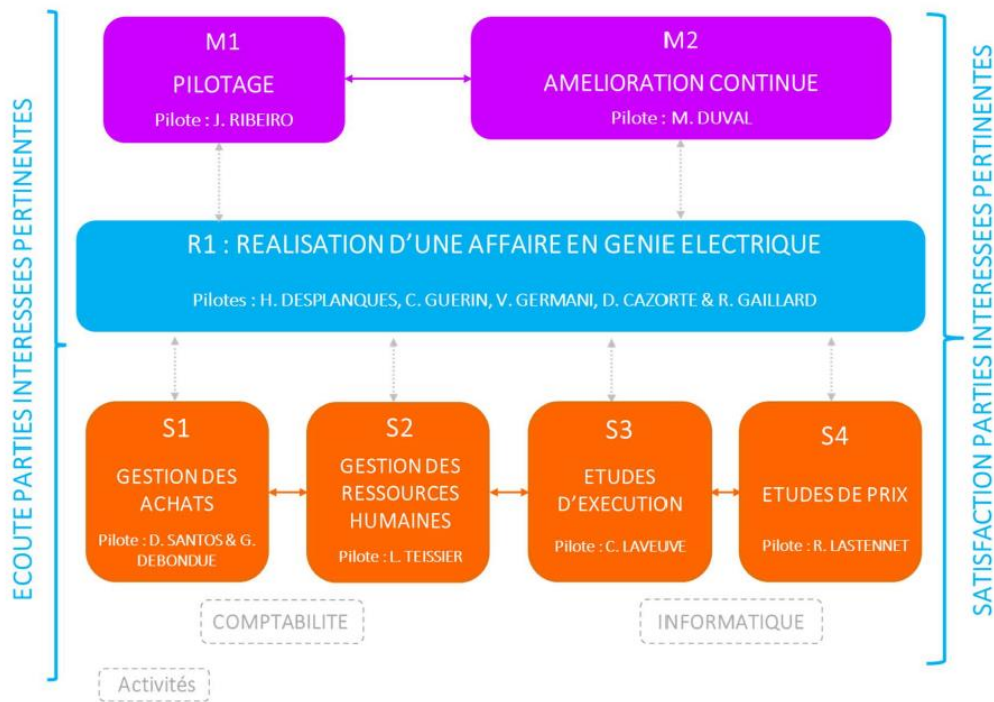 ECOUTE PARTIES INTERESSEES PERTINENTES
M1
PILOTAGE
Pilote : J. RIBEIRO
M2
AMELIORATION CONTINUE
Pilote : M. DUVAL
R1 : REALISATION D'UNE AFFAIRE EN GENIE ELECTRIQUE
Pilotes : H. DESPLANQUES, C. GUERIN, V. GERMANI, D. CAZORTE & R. GAILLARD
S1
GESTION DES
ACHATS
Pilote : D. SANTOS & G.
DEBONDUE
S2
GESTION DES
RESSOURCES
HUMAINES
Pilote : L. TEISSIER
S3
ETUDES
D'EXECUTION
Pilote : C. LAVEUVE
S4
ETUDES DE PRIX
Pilote : R. LASTENNET
COMPTABILITE
INFORMATIQUE
Activités
SATISFACTION PARTIES INTERESSEES PERTINENTES